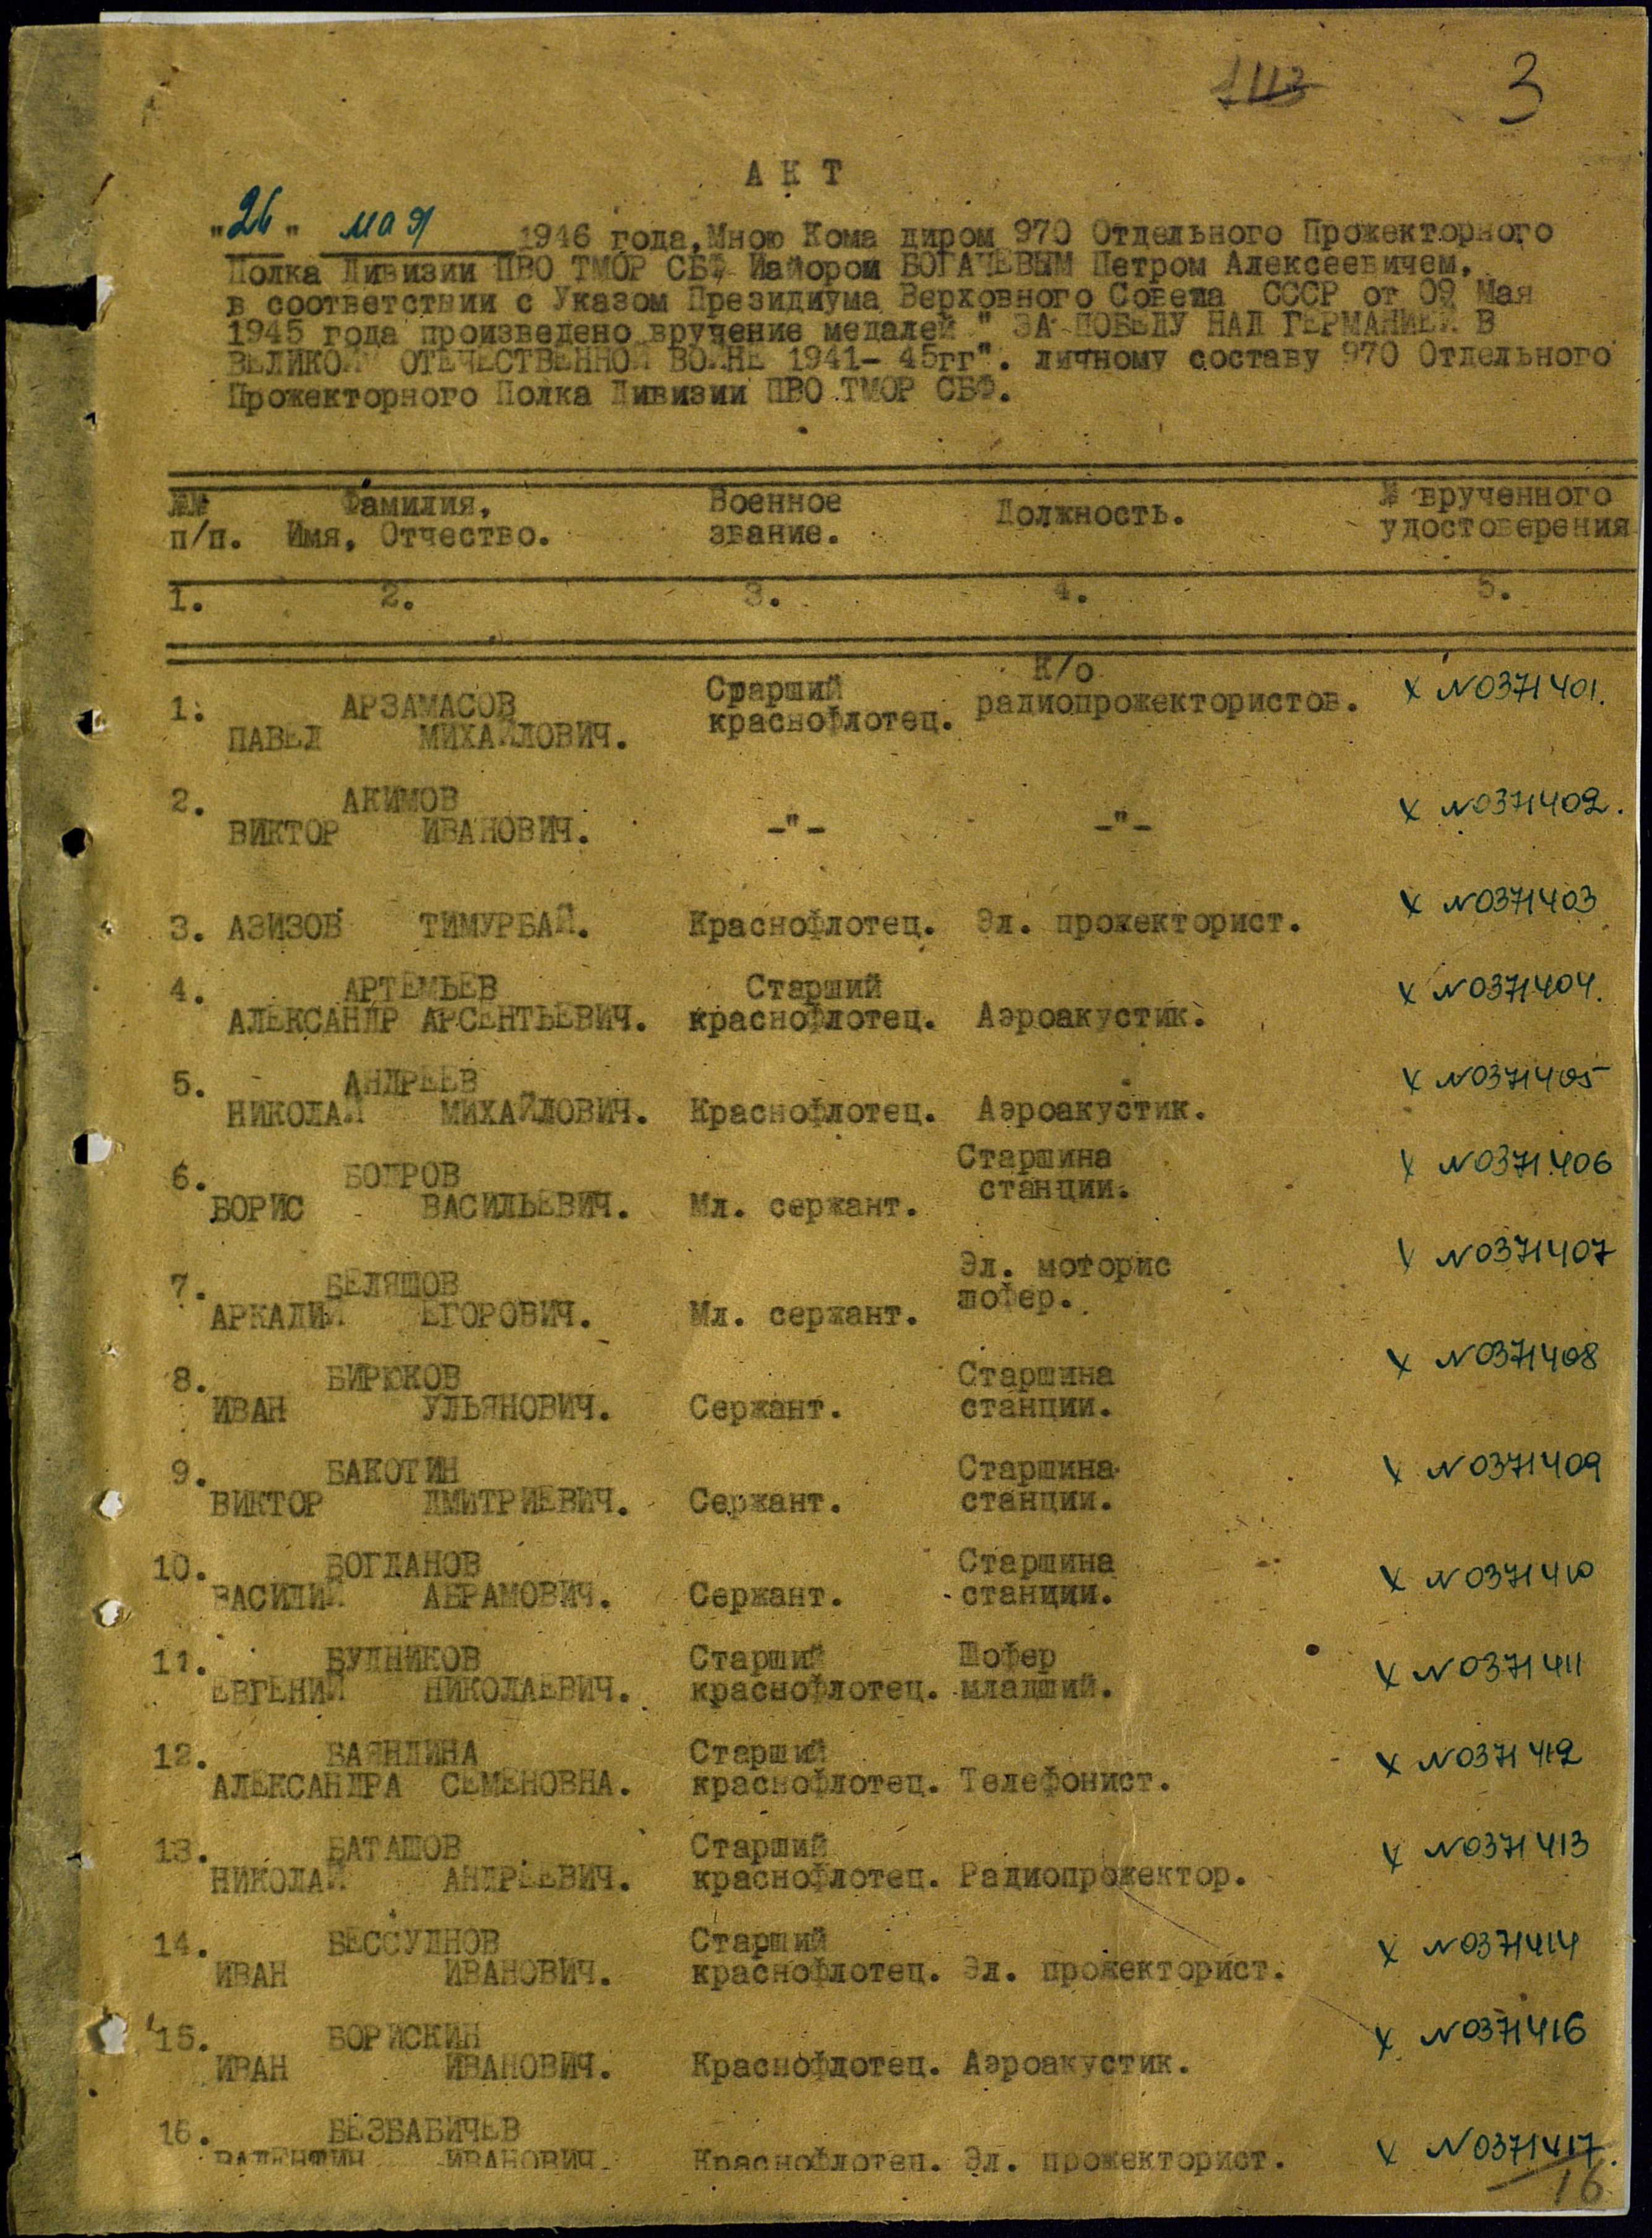 1113 3
А К Т
"26" мая 1946 года, Мною Кома диром 970 Отдельного Прожекторного
Полка Дивизии ПВО ТМОР СБФ Майором БОГАЧЕВЫМ Петром Алексеевичем,
в соответствии с Указом Президиума Верховного Совета СССР от 09 Мая
1945 года произведено вручение медалей " ЗА ПОБЕДУ НАД ГЕРМАНИЕЙ В
ВЕЛИКОЙ ОТЕЧЕСТВЕННОЙ ВОЙНЕ 1941- 45гг". личному составу 970 Отдельного
Прожекторного Полка Дивизии ПВО ТМОР СБФ.
№№ Фамилия, Военное Должность. № врученного
п/п. Имя, Отчество. звание. удостоверения
1. 2. 3. 4. 5.
К/о
1. АРЗАМАСОВ Старший радиопрожектористов. х №0371401.
ПАВЕЛ МИХАЙЛОВИЧ. краснофлотец.
2. АКИМОВ х №0371402.
ВИКТОР ИВАНОВИЧ. -"- -"-
3. АЗИЗОВ ТИМУРБАЙ. Краснофлотец. Эл. прожекторист. х №0371403
4. АРТЕМЬЕВ Старший х №0371404.
АЛЕКСАНДР АРСЕНТЬЕВИЧ. краснофлотец. Аэроакустик.
5. АНДРЕЕВ х №0371405
НИКОЛАЙ МИХАЙЛОВИЧ. Краснофлотец. Аэроакустик.
6. БОДРОВ Старшина х №0371406
БОРИС ВАСИЛЬЕВИЧ. Мл. сержант. станции.
7. БЕЛЯШОВ Эл. моторис х №0371407
АРКАДИЙ ЕГОРОВИЧ. Мл. сержант. шофер.
8. БИРЮКОВ Старшина х №0371408
ИВАН УЛЬЯНОВИЧ. Сержант. станции.
9. БАКОТИН Старшина х №0371409
ВИКТОР ДМИТРИЕВИЧ. Сержант. станции.
10. БОГДАНОВ Старшина х №0371410
ВАСИЛИЙ АБРАМОВИЧ. Сержант. станции.
11. БУДНИКОВ Старший Шофер х №0371411
ЕВГЕНИЙ НИКОЛАЕВИЧ. краснофлотец. младший.
12. БАЯНДИНА Старший х №0371412
АЛЕКСАНДРА СЕМЕНОВНА. краснофлотец. Телефонист.
13. БАТАШОВ Старший х №0371413
НИКОЛАЙ АНДРЕЕВИЧ. краснофлотец. Радиопрожектор.
14. БЕССУДНОВ Старший х №0371414
ИВАН ИВАНОВИЧ. краснофлотец. Эл. прожекторист.
15. БОРИСКИН х №0371416
ИВАН ИВАНОВИЧ. Краснофлотец. Аэроакустик.
16. БЕЗБАБИЧЕВ х №0371417.
ВАЛЕНТИН ИВАНОВИЧ. Краснофлотец. Эл. прожекторист.
16